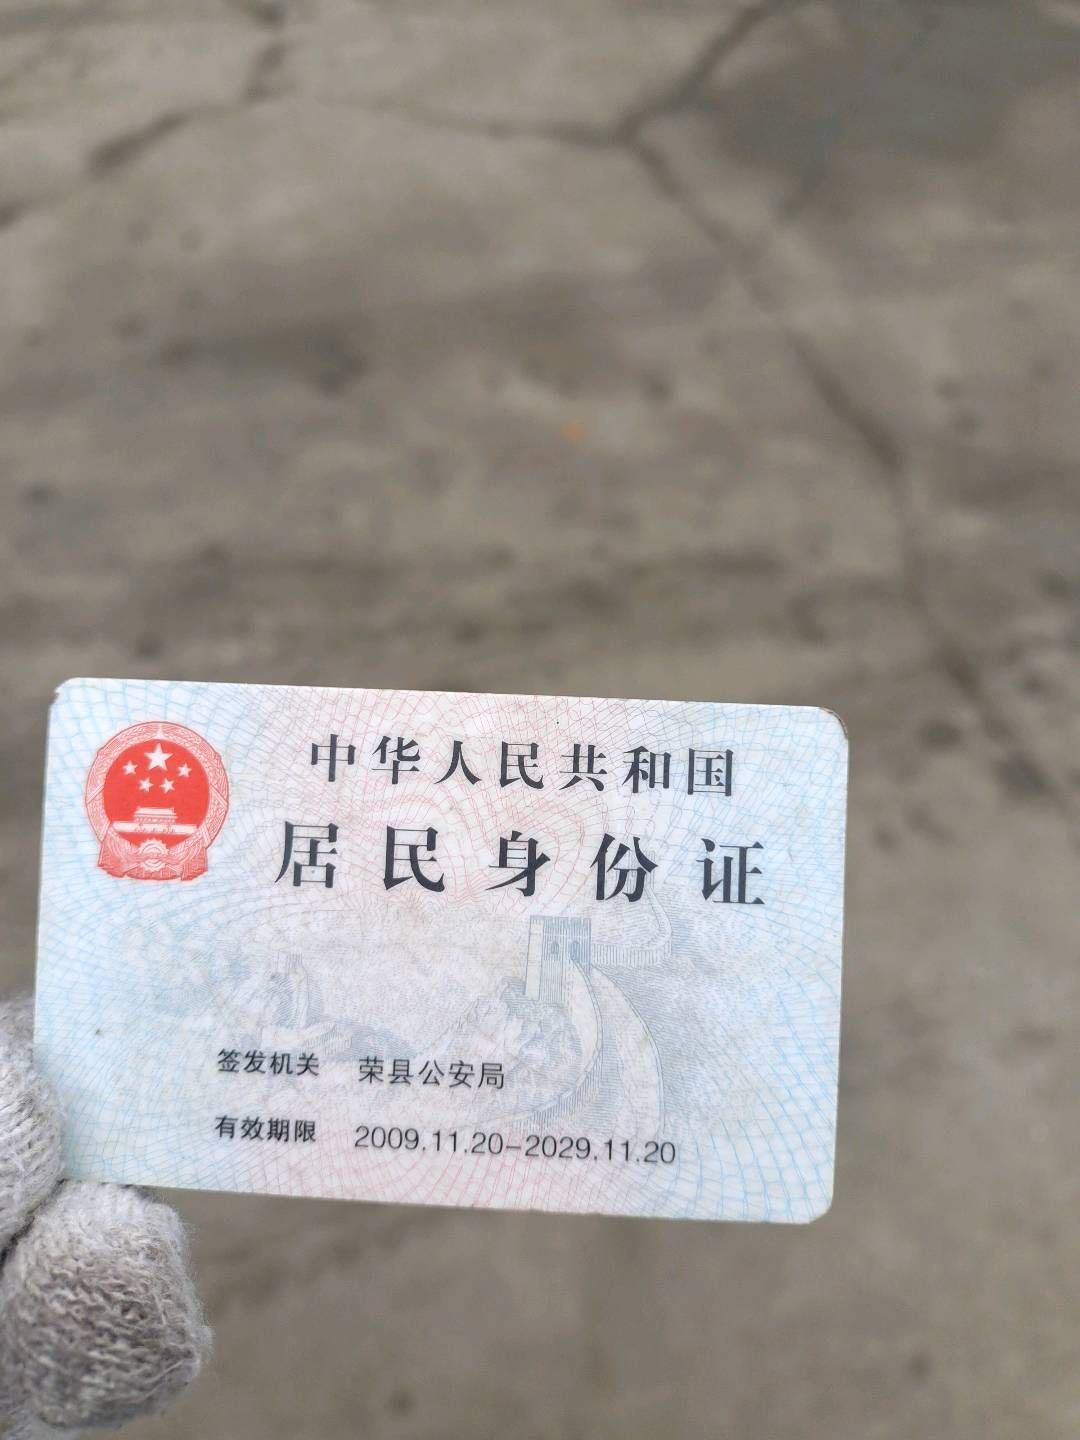 中华人民共和国
居民身份证
签发机关 荣县公安局
有效期限 2009.11.20-2029.11.20